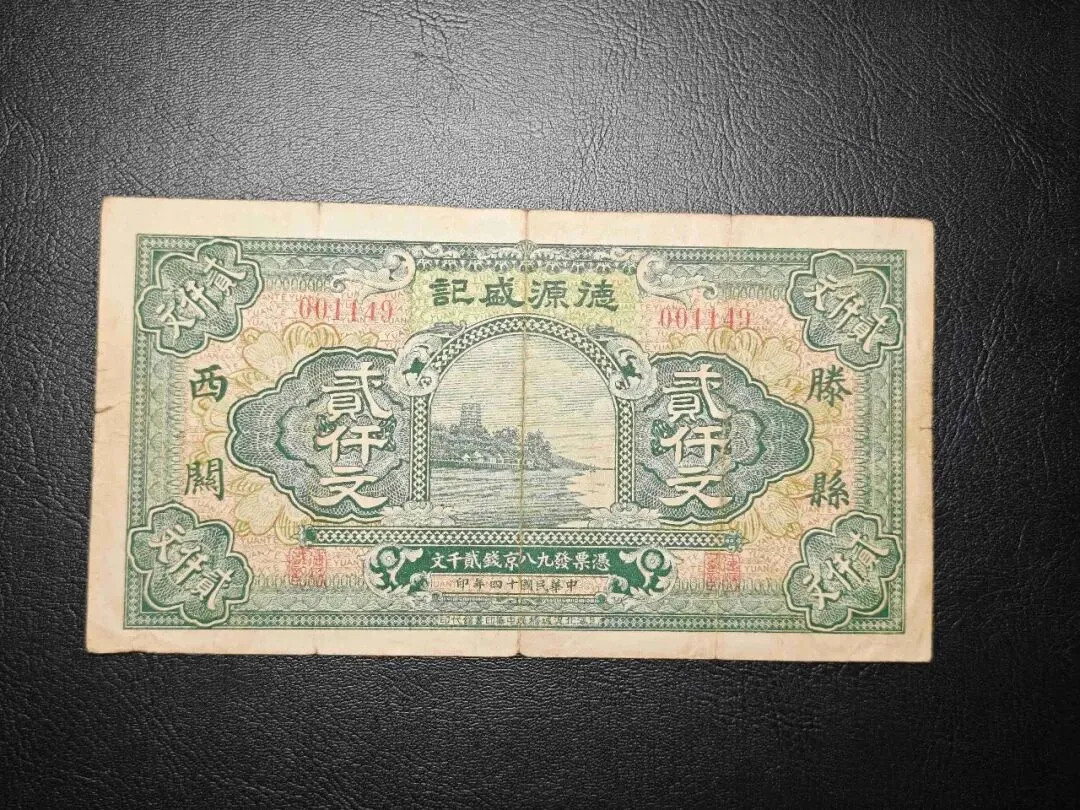 德源盛記
001149
001149
貳仟文
貳仟文
滕縣
西關
貳仟文
貳仟文
憑票發九八京錢貳千文
中華民國十四年印
貳仟文
貳仟文